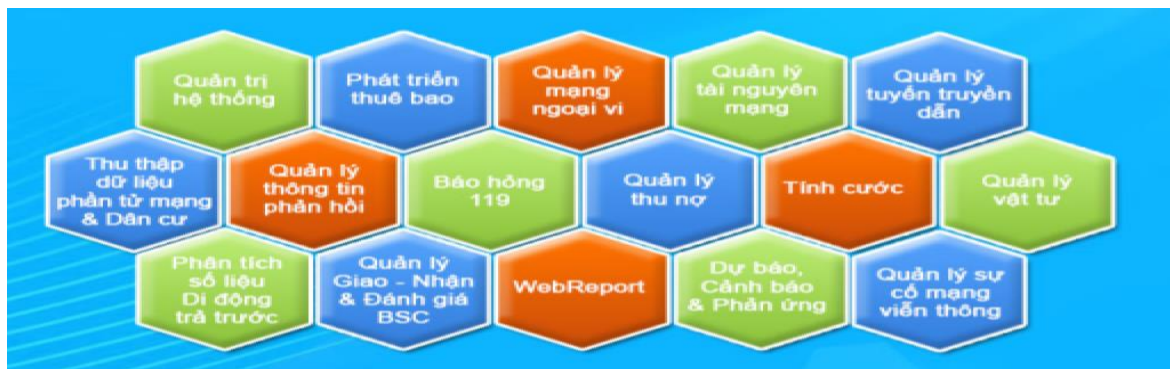 Quản trị
hệ thống
Phát triển
thuê bao
Quản lý
mạng
ngoại vi
Quản lý
tài nguyên
mạng
Quản lý
tuyến truyền
dẫn
Thu thập
dữ liệu
phần tử mạng
& Dân cư
Quản lý
thông tin
phản hồi
Báo hỏng
119
Quản lý
thu nợ
Tính cước
Quản lý
vật tư
Phân tích
số liệu
Di động
trả trước
Quản lý
Giao - Nhận
& Đánh giá
BSC
WebReport
Dự báo,
Cảnh báo
& Phản ứng
Quản lý sự
cố mạng
viễn thông